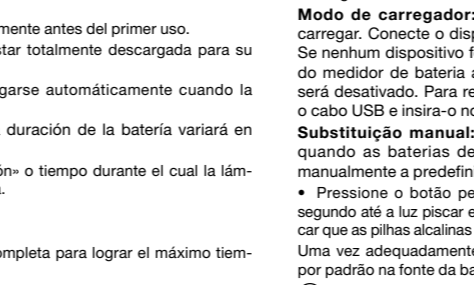 mente antes del primer uso.
star totalmente descargada para su
garse automáticamente cuando la
duración de la batería variará en
ón» o tiempo durante el cual la lám-
ompleta para lograr el máximo tiem-
Modo de carregador:
carregar. Conecte o disp
Se nenhum dispositivo f
do medidor de bateria a
será desativado. Para re
o cabo USB e insira-o no
Substituição manual:
quando as baterias de
manualmente a predefin
• Pressione o botão pe
segundo até a luz piscar e
car que as pilhas alcalinas
Uma vez adequadamente
por padrão na fonte da ba